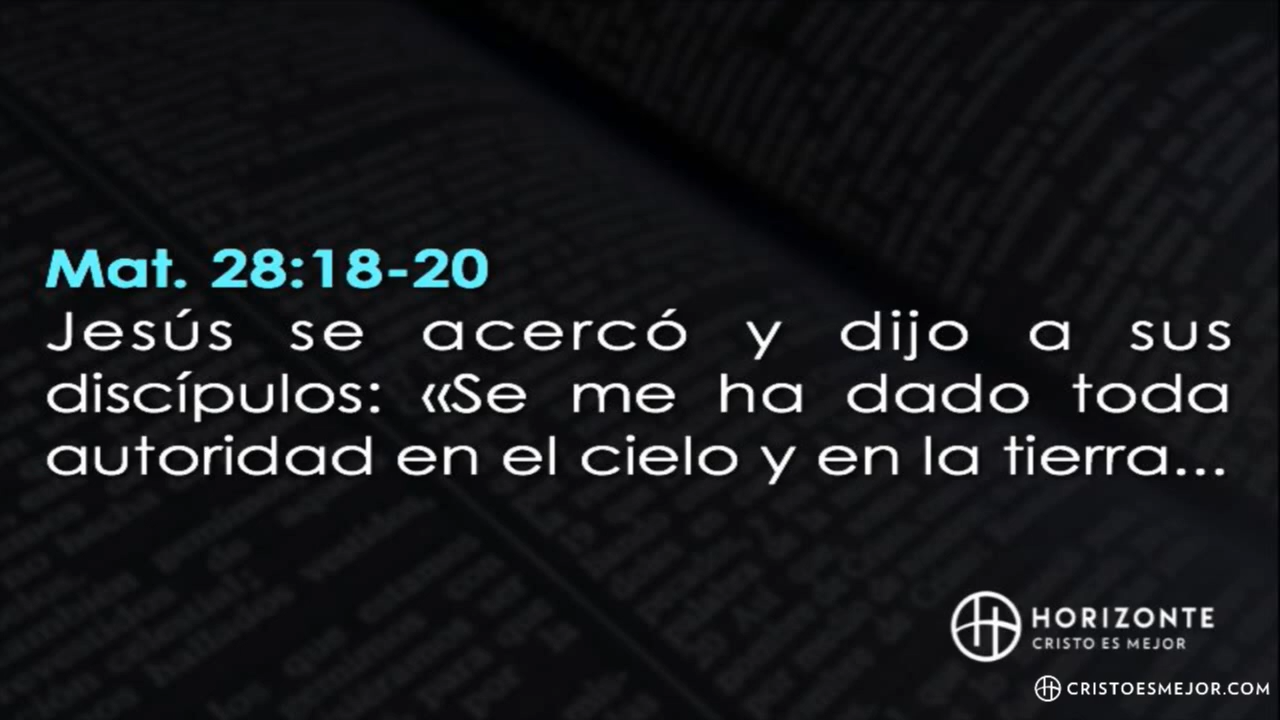 Mat. 28:18-20
Jesús se acercó y dijo a sus
discípulos: «Se me ha dado toda
autoridad en el cielo y en la tierra...
HORIZONTE
CRISTO ES MEJOR
CRISTOESMEJOR.COM